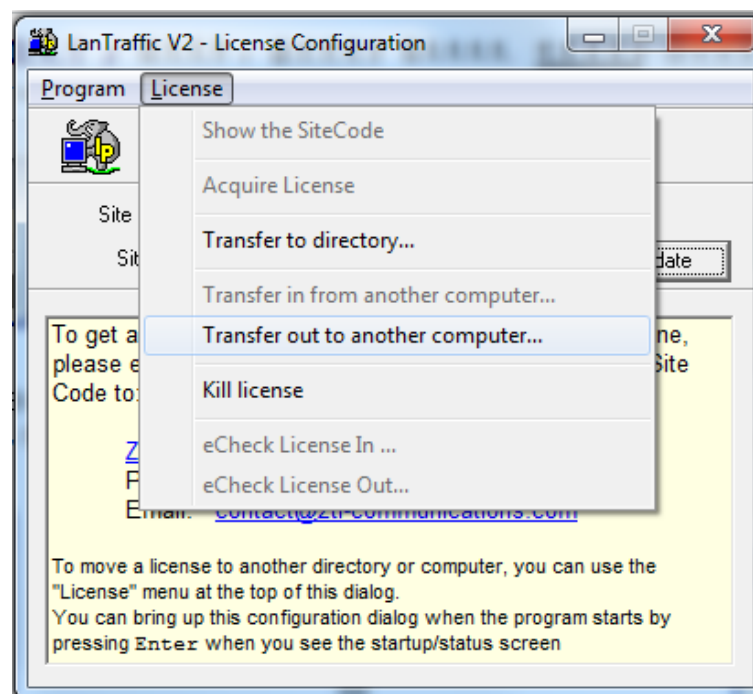 LanTraffic V2 - License Configuration
Program License
Show the SiteCode
Acquire License
Site
Transfer to directory...
Transfer in from another computer...
To get a
Transfer out to another computer...
ne,
please
Site
Code to:
Kill license
eCheck License In ...
eCheck License Out...
Email: contact@zti-communications.com
To move a license to another directory or computer, you can use the
"License" menu at the top of this dialog.
You can bring up this configuration dialog when the program starts by
pressing Enter when you see the startup/status screen